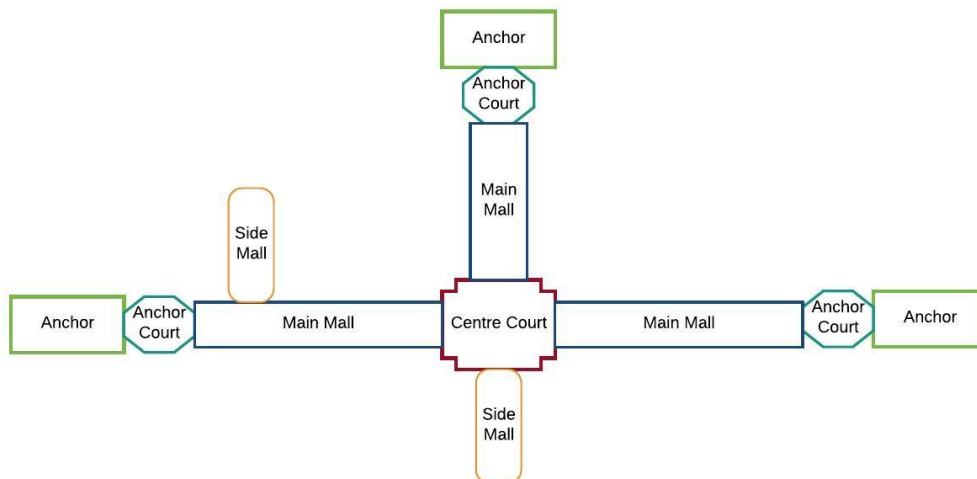 Anchor
Anchor
Court
Main
Mall
Side
Mall
Anchor
Anchor
Court
Main Mall
Centre Court
Main Mall
Anchor
Court
Anchor
Side
Mall